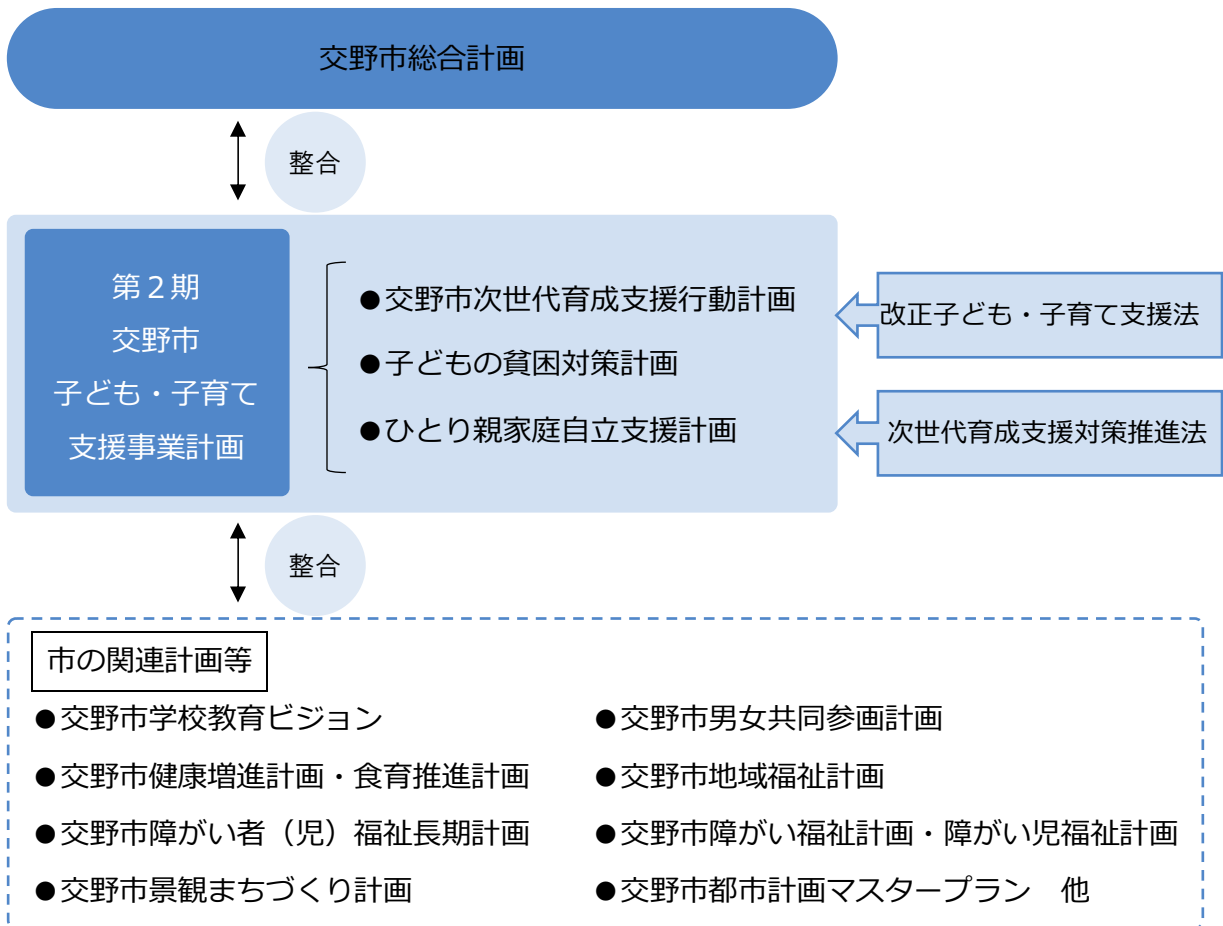 交野市総合計画
整合
第２期
交野市
子ども・子育て
支援事業計画
●交野市次世代育成支援行動計画
●子どもの貧困対策計画
●ひとり親家庭自立支援計画
改正子ども・子育て支援法
次世代育成支援対策推進法
整合
市の関連計画等
●交野市学校教育ビジョン
●交野市男女共同参画計画
●交野市健康増進計画・食育推進計画
●交野市地域福祉計画
●交野市障がい者（児）福祉長期計画
●交野市障がい福祉計画・障がい児福祉計画
●交野市景観まちづくり計画
●交野市都市計画マスタープラン　他